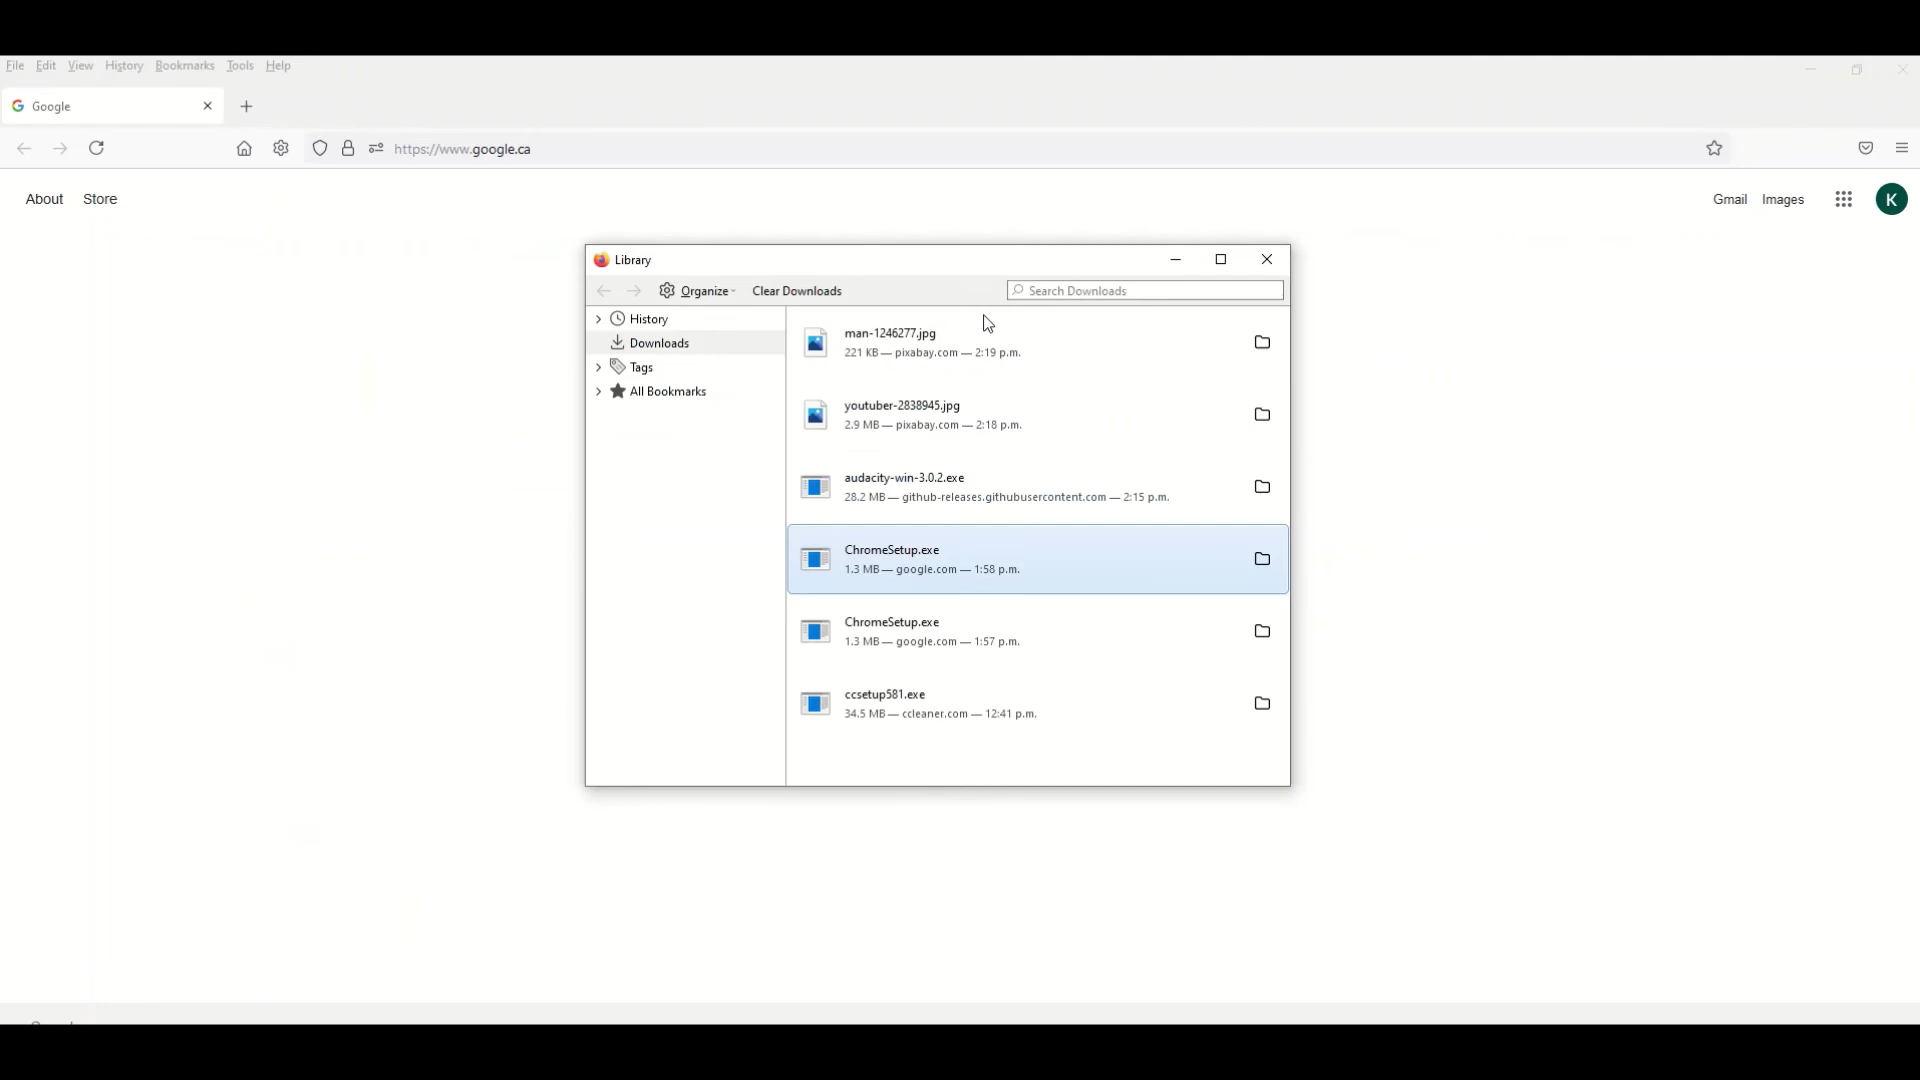 File Edit View History Bookmarks Tools Help
Google
https://www.google.ca
About Store
Gmail Images
K
Library
Organize Clear Downloads
Search Downloads
History
Downloads
Tags
All Bookmarks
man-1246277.jpg
221 KB — pixabay.com — 2:19 p.m.
youtuber-2838945.jpg
2.9 MB — pixabay.com — 2:18 p.m.
audacity-win-3.0.2.exe
28.2 MB — github-releases.githubusercontent.com — 2:15 p.m.
ChromeSetup.exe
1.3 MB — google.com — 1:58 p.m.
ChromeSetup.exe
1.3 MB — google.com — 1:57 p.m.
ccsetup581.exe
34.5 MB — ccleaner.com — 12:41 p.m.